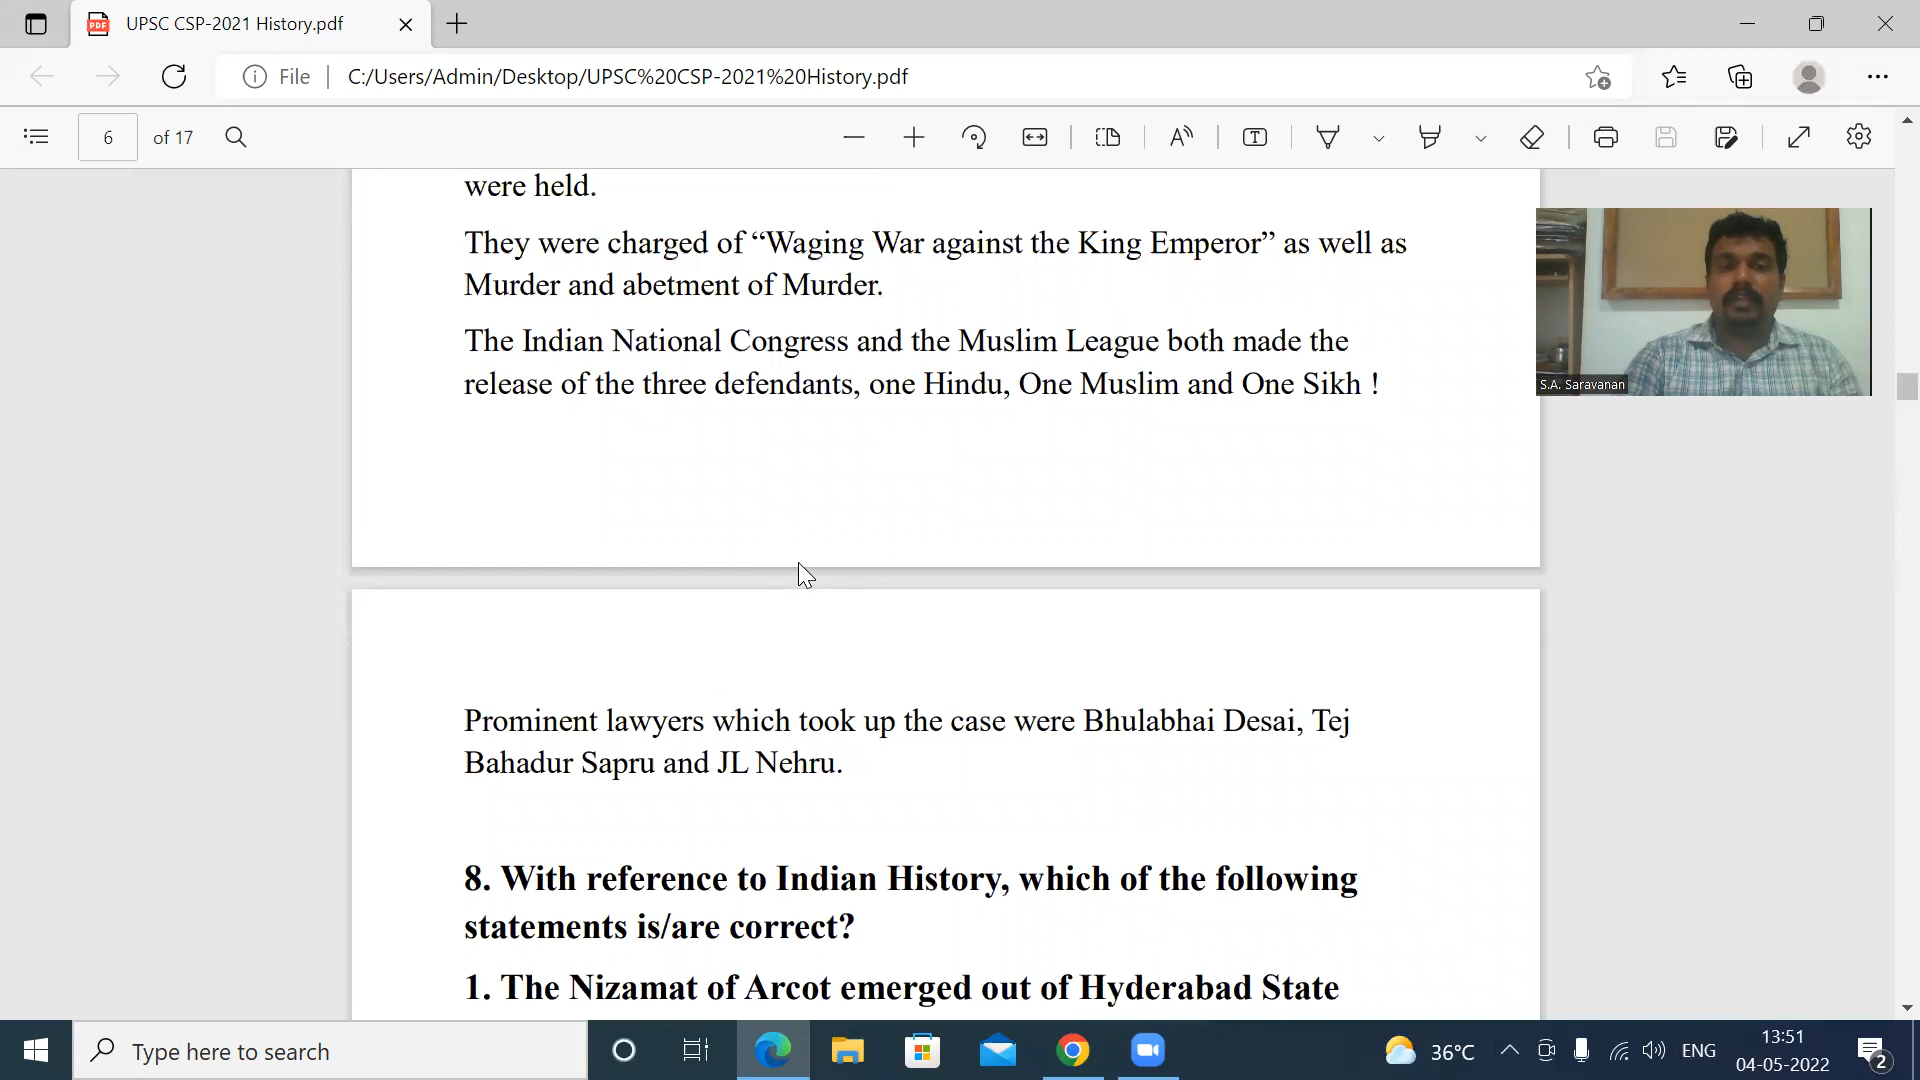 UPSC CSP-2021 History.pdf
File
C:/Users/Admin/Desktop/UPSC%20CSP-2021%20History.pdf
6 of 17
were held.
They were charged of “Waging War against the King Emperor” as well as
Murder and abetment of Murder.
The Indian National Congress and the Muslim League both made the
release of the three defendants, one Hindu, One Muslim and One Sikh !
S.A. Saravanan
Prominent lawyers which took up the case were Bhulabhai Desai, Tej
Bahadur Sapru and JL Nehru.
8. With reference to Indian History, which of the following
statements is/are correct?
1. The Nizamat of Arcot emerged out of Hyderabad State
Type here to search
36°C
ENG
13:51
04-05-2022
2